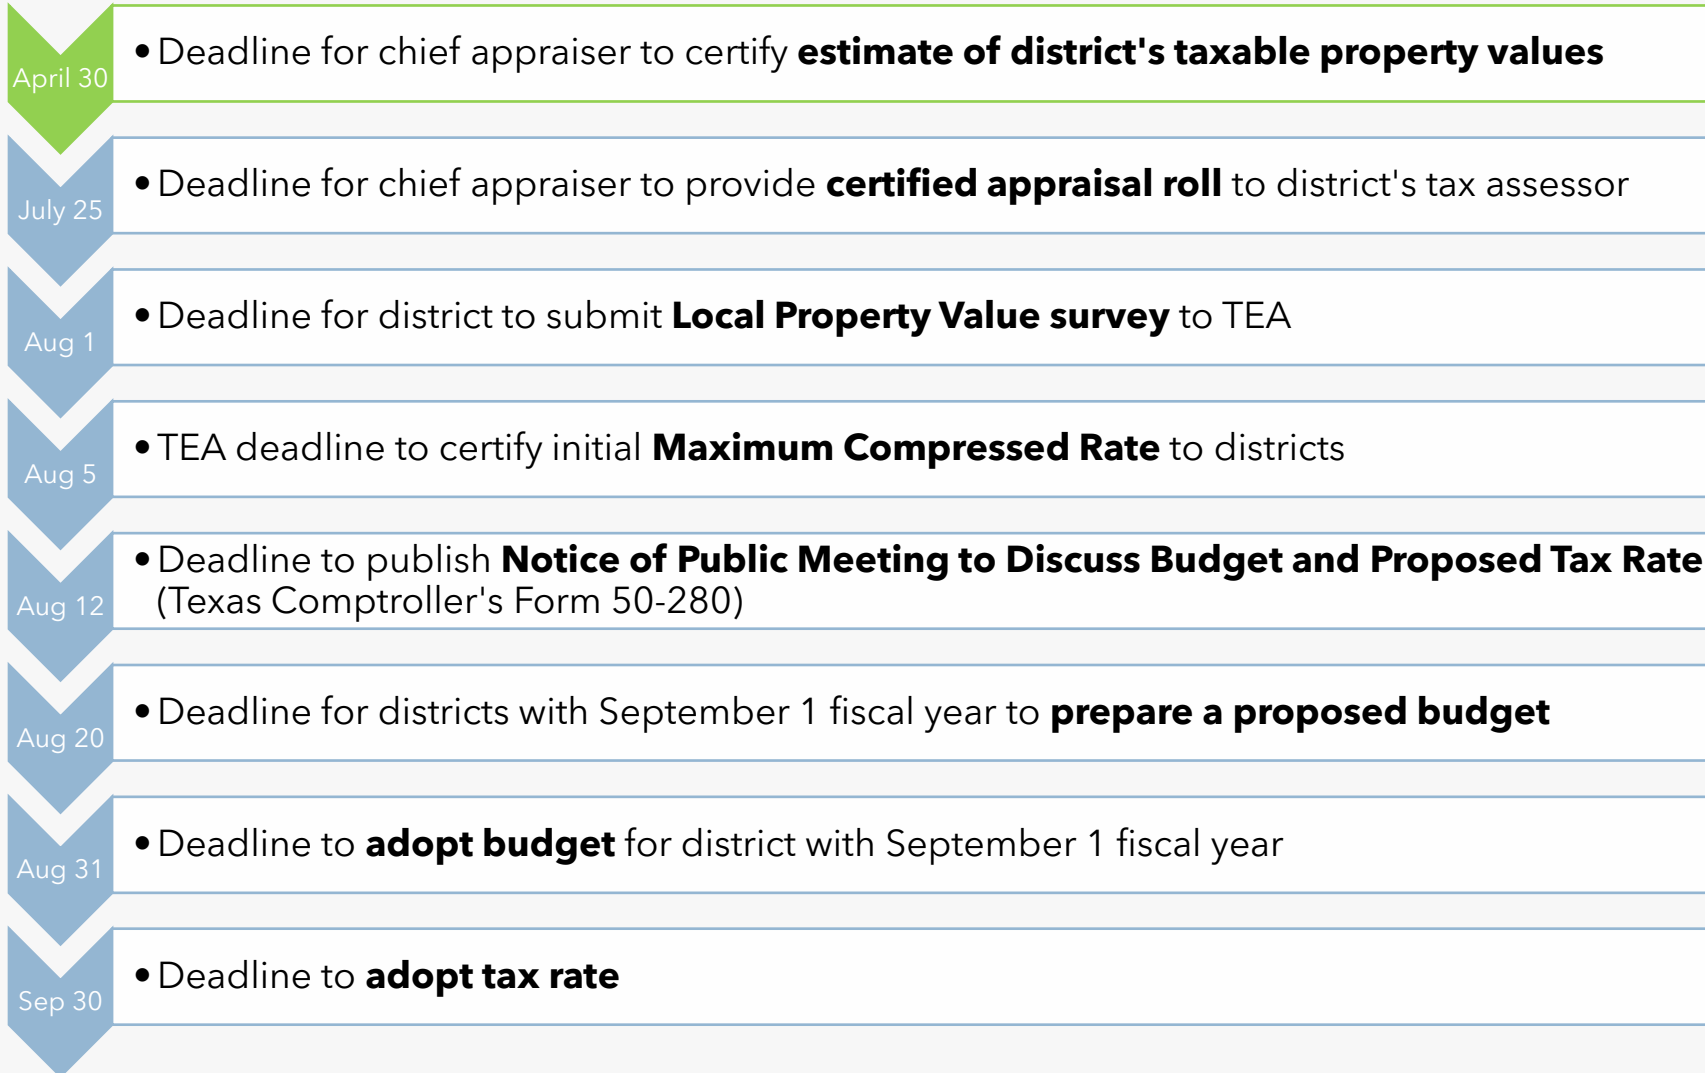 April 30
• Deadline for chief appraiser to certify estimate of district's taxable property values
July 25
• Deadline for chief appraiser to provide certified appraisal roll to district's tax assessor
Aug 1
• Deadline for district to submit Local Property Value survey to TEA
Aug 5
• TEA deadline to certify initial Maximum Compressed Rate to districts
Aug 12
• Deadline to publish Notice of Public Meeting to Discuss Budget and Proposed Tax Rate
(Texas Comptroller's Form 50-280)
Aug 20
• Deadline for districts with September 1 fiscal year to prepare a proposed budget
Aug 31
• Deadline to adopt budget for district with September 1 fiscal year
Sep 30
• Deadline to adopt tax rate